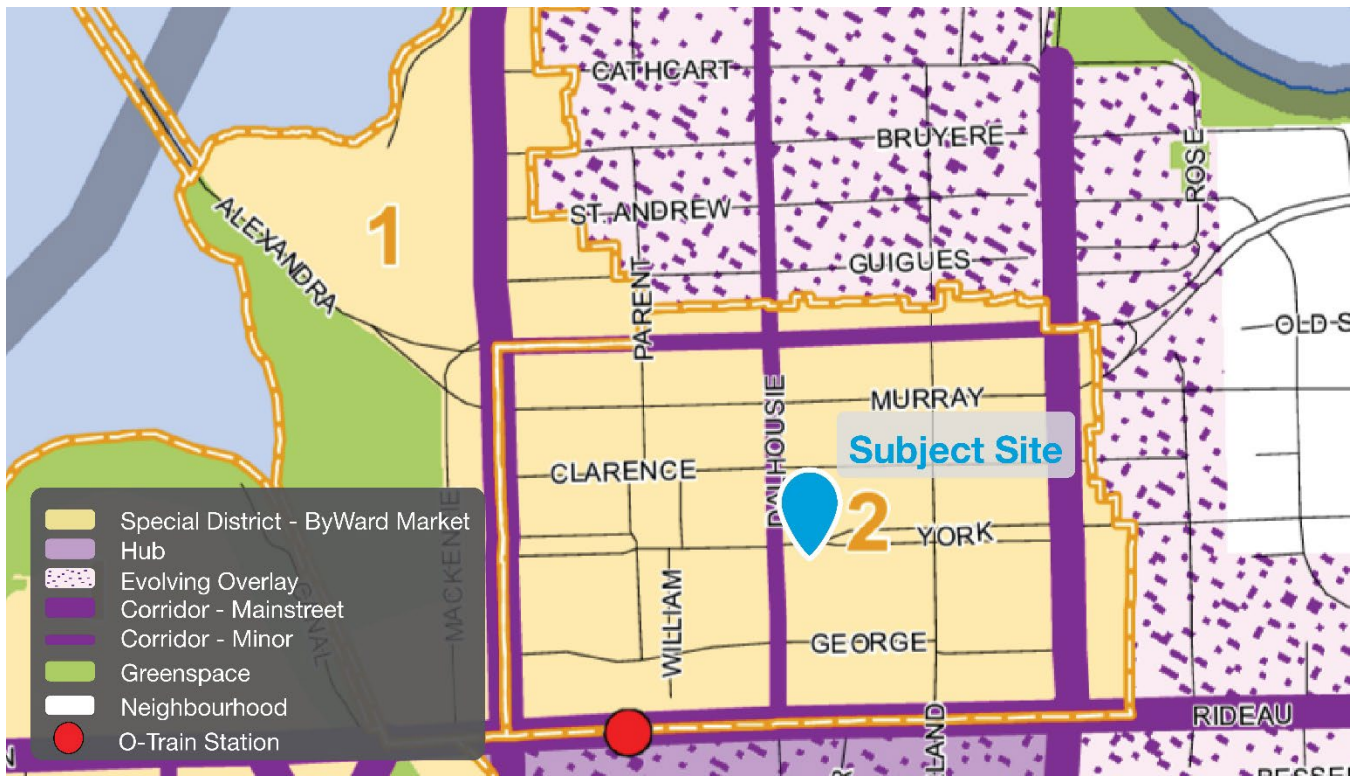 CATHCART
BRUYERE
ROSE
ALEXANDRA
1
ST. ANDREW
GUIGUES
PARENT
OLD
DALHOUSIE
MURRAY
Subject Site
CLARENCE
2
YORK
MACKENZIE
WILLIAM
GEORGE
RIDEAU
Special District - ByWard Market
Hub
Evolving Overlay
Corridor - Mainstreet
Corridor - Minor
Greenspace
Neighbourhood
O-Train Station